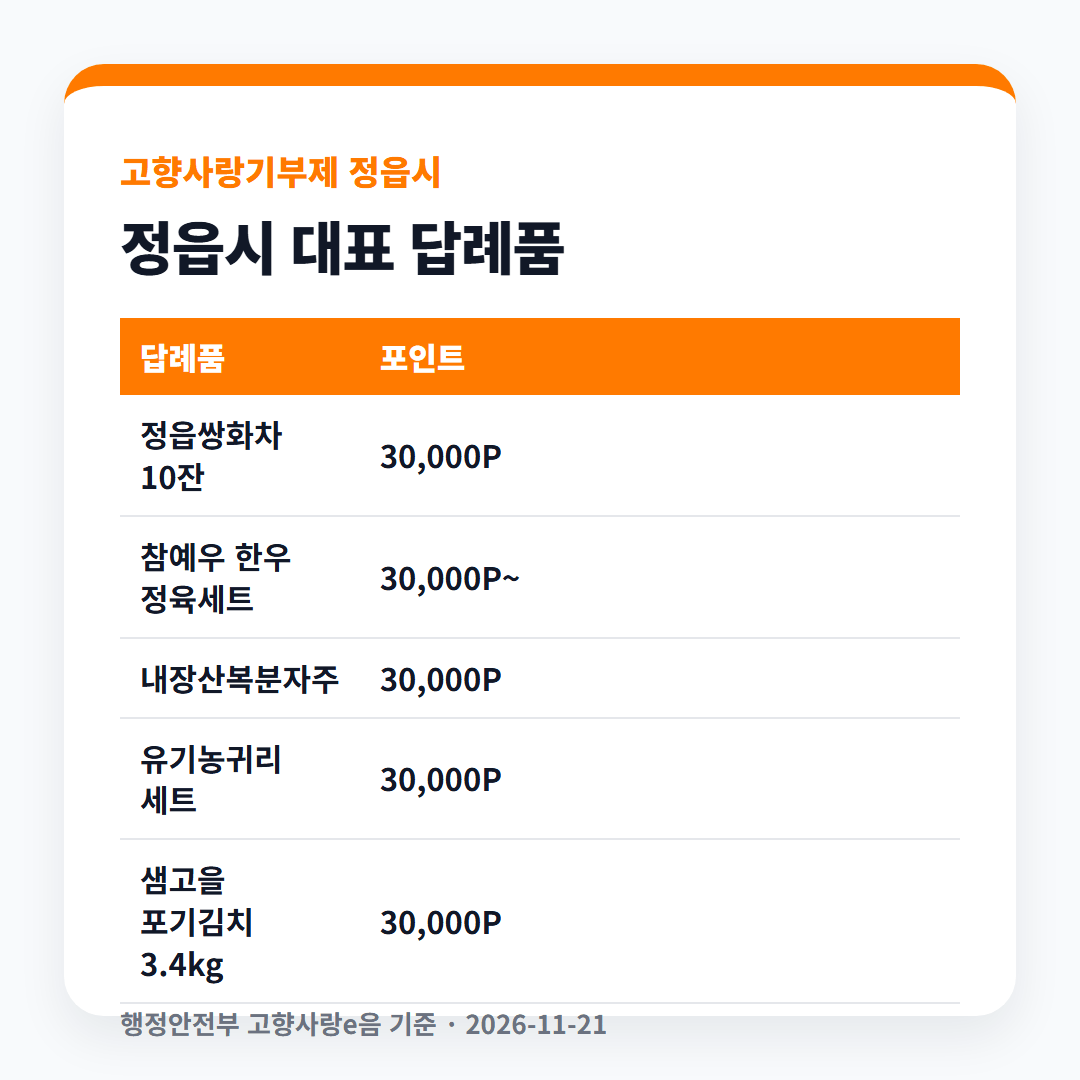 고향사랑기부제 정읍시
정읍시 대표 답례품
답례품 포인트
정읍쌍화차
10잔
30,000P
참예우 한우
정육세트
30,000P~
내장산복분자주 30,000P
유기농귀리
세트
30,000P
샘고을
포기김치
3.4kg
30,000P
행정안전부 고향사랑e음 기준 · 2026-11-21